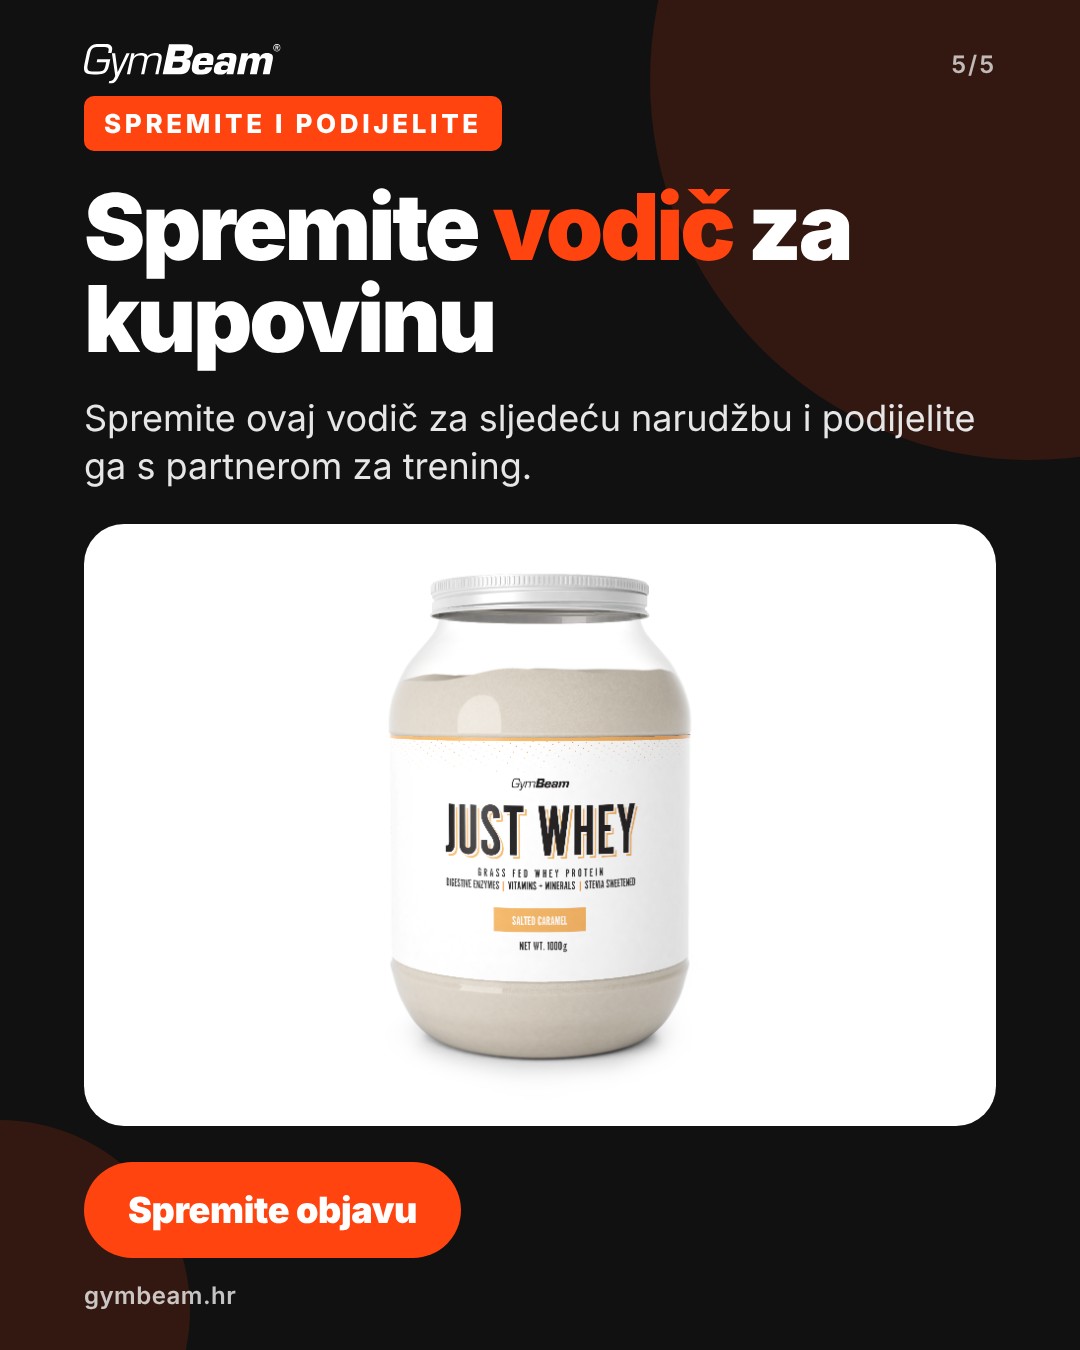 GymBeam®
5/5
SPREMITE I PODIJELITE
Spremite vodič za
kupovinu
Spremite ovaj vodič za sljedeću narudžbu i podijelite
ga s partnerom za trening.
GymBeam
JUST WHEY
GRASS FED WHEY PROTEIN
DIGESTIVE ENZYMES | VITAMINS + MINERALS | STEVIA SWEETENED
SALTED CARAMEL
NET WT. 1000g
Spremite objavu
gymbeam.hr